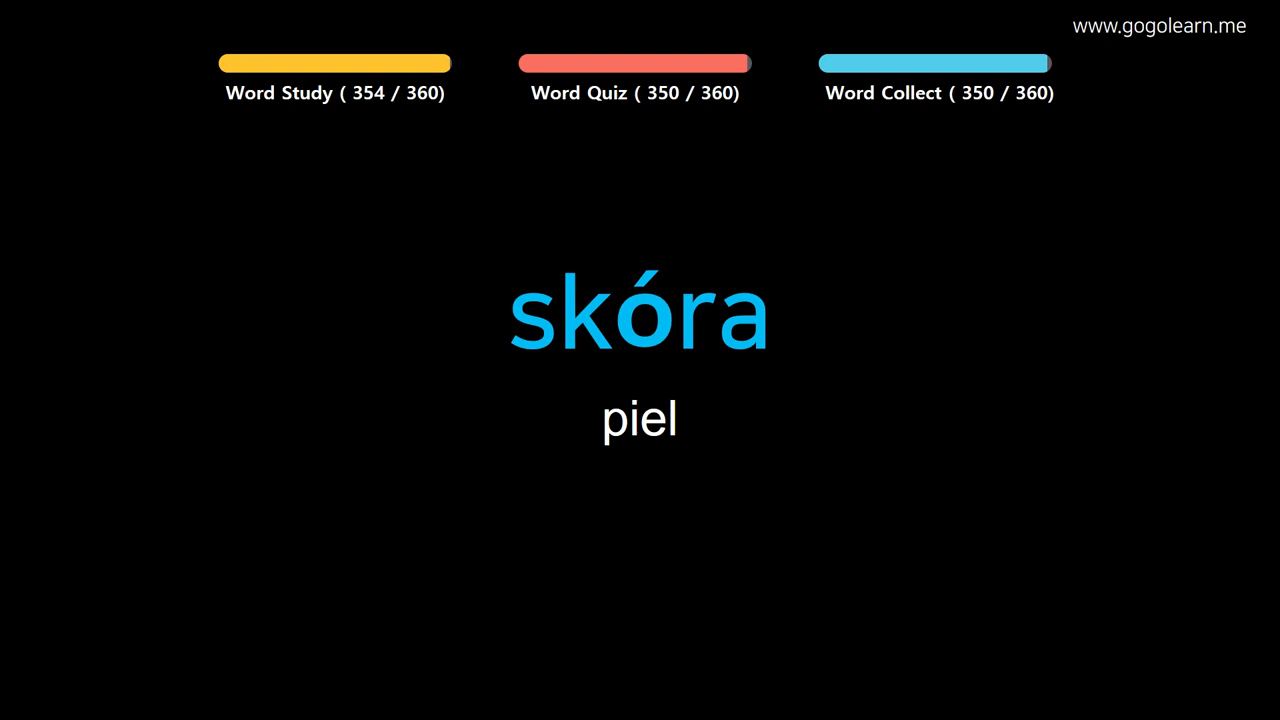 www.gogolearn.me
Word Study ( 354 / 360)
Word Quiz ( 350 / 360)
Word Collect ( 350 / 360)
skóra
piel